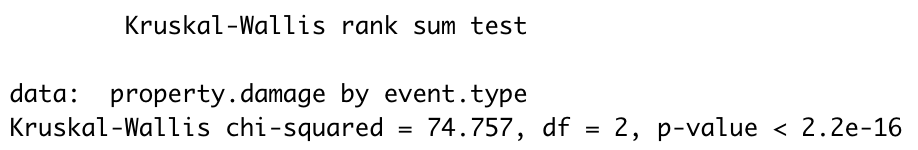 Kruskal-Wallis rank sum test
data:  property.damage by event.type
Kruskal-Wallis chi-squared = 74.757, df = 2, p-value < 2.2e-16